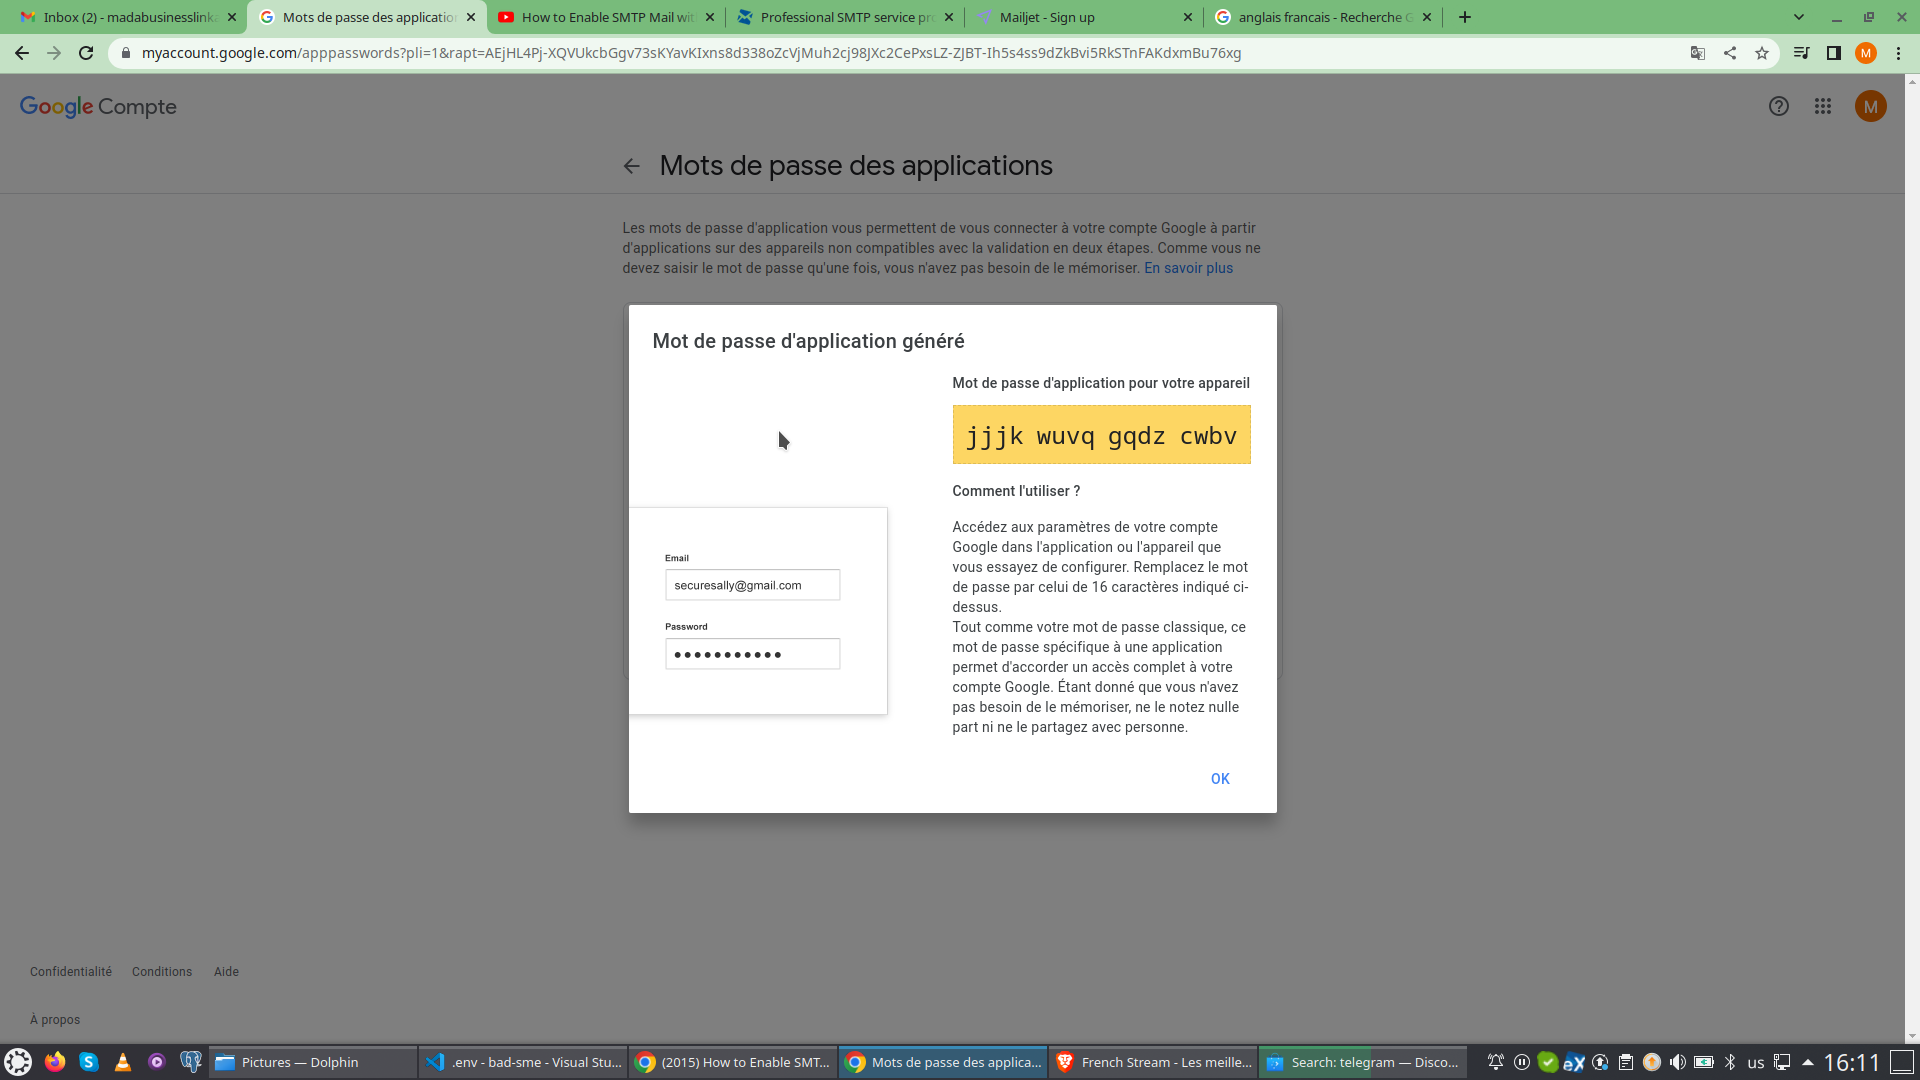 Inbox (2) - madabusinesslinka
Mots de passe des application
How to Enable SMTP Mail wit
Professional SMTP service pr
Mailjet - Sign up
anglais francais - Recherche G
myaccount.google.com/apppasswords?pli=1&rapt=AEjHL4Pj-XQVUkcbGgv73sKYavKIxns8d338oZcVjMuh2cj98JXc2CePxsLZ-ZJBT-Ih5s4ss9dZkBvi5RkSTnFAKdxmBu76xg
M
Google Compte
M
Mots de passe des applications
Les mots de passe d'application vous permettent de vous connecter à votre compte Google à partir
d'applications sur des appareils non compatibles avec la validation en deux étapes. Comme vous ne
devez saisir le mot de passe qu'une fois, vous n'avez pas besoin de le mémoriser. En savoir plus
Mot de passe d'application généré
Mot de passe d'application pour votre appareil
jjjk wuvq gqdz cwbv
Comment l'utiliser ?
Accédez aux paramètres de votre compte
Google dans l'application ou l'appareil que
vous essayez de configurer. Remplacez le mot
de passe par celui de 16 caractères indiqué ci-
dessus.
Tout comme votre mot de passe classique, ce
mot de passe spécifique à une application
permet d'accorder un accès complet à votre
compte Google. Étant donné que vous n'avez
pas besoin de le mémoriser, ne le notez nulle
part ni ne le partagez avec personne.
Email
securesally@gmail.com
Password
OK
Confidentialité Conditions Aide
À propos
Pictures — Dolphin
.env - bad-sme - Visual Stu...
(2015) How to Enable SMT...
Mots de passe des applica...
French Stream - Les meille...
Search: telegram — Disco...
us
16:11